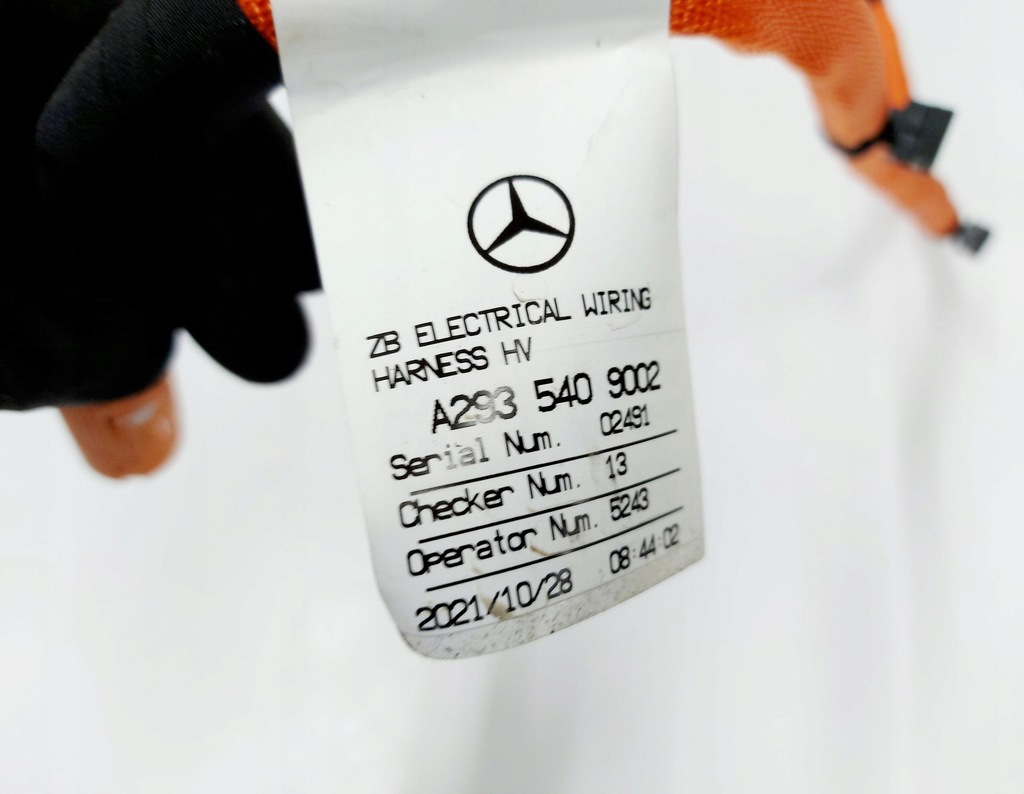 ZB ELECTRICAL WIRING
HARNESS HV
A293 540 9002
Serial Num. 02491
Checker Num. 13
Operator Num. 5243
2021/10/28 08:44:02